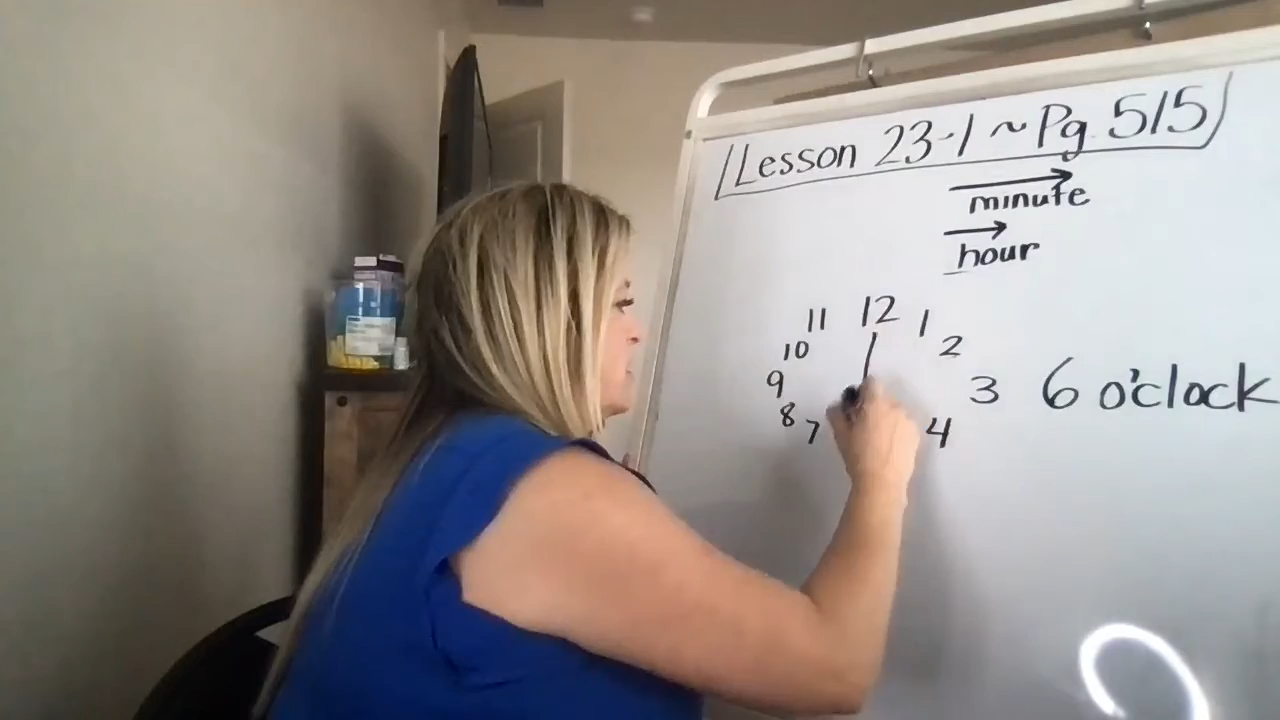 Lesson 23-1 ~ Pg 515
minute
hour
11 12 1
10 2
9 3 6 o'clock
8
7 4